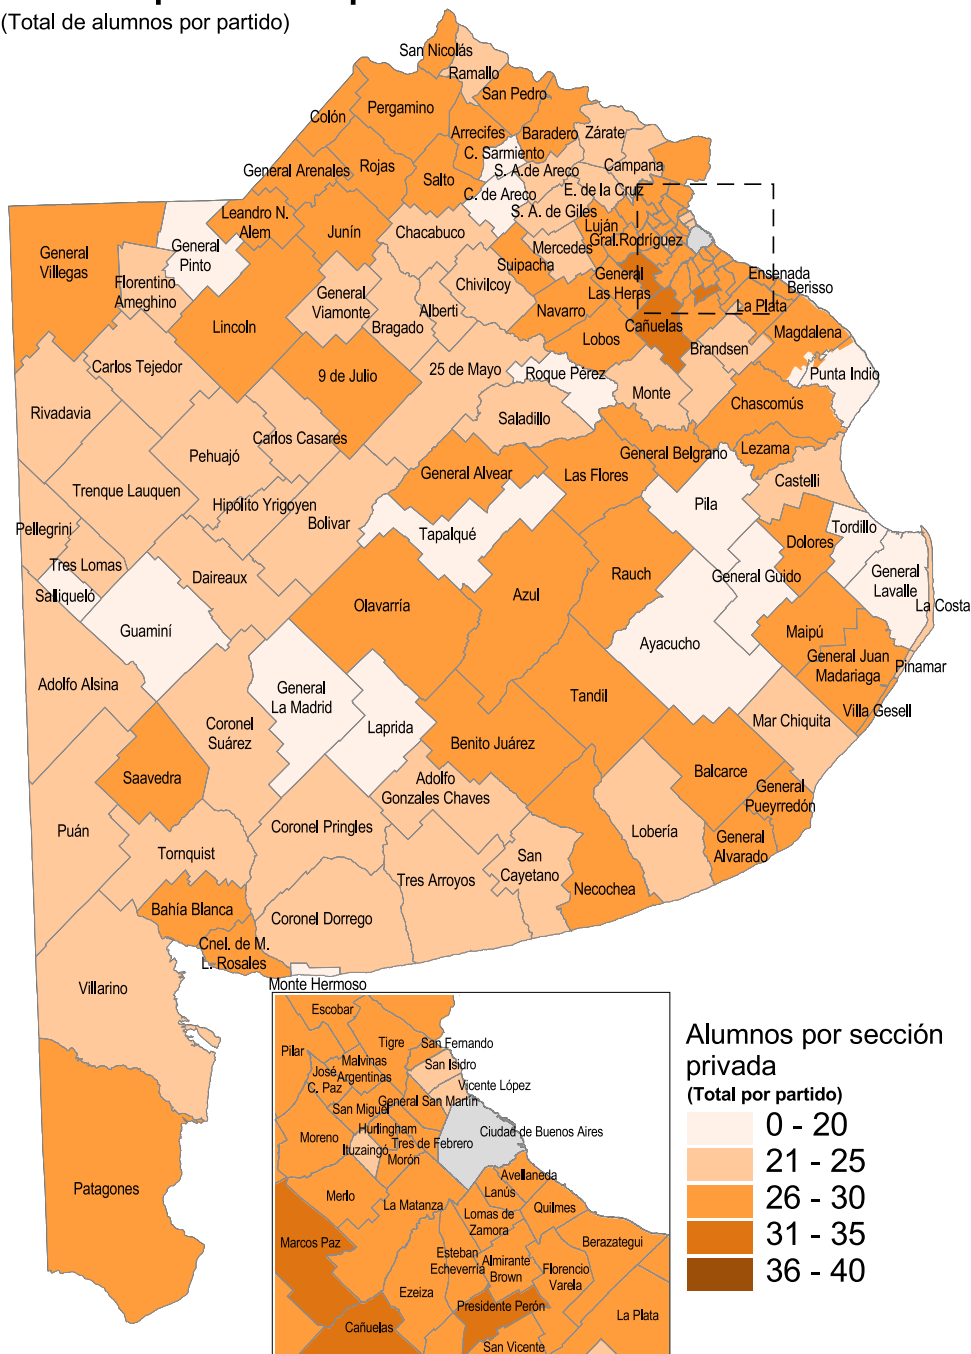 (Total de alumnos por partido)
San Nicolás
Ramallo
San Pedro
Pergamino
Colón
Arrecifes
Baradero
Zárate
C. Sarmiento
Campana
General Arenales
Rojas
Salto
S. A.de Areco
C. de Areco
E. de la Cruz
S. A. de Giles
Leandro N.
Alem
Junín
Chacabuco
Luján
Gral.Rodríguez
Mercedes
Suipacha
General
Villegas
General
Pinto
Florentino
Ameghino
General
Viamonte
Chivilcoy
General
Las Heras
Ensenada
Berisso
Alberti
Bragado
Navarro
La Plata
Lincoln
Lobos
Cañuelas
Magdalena
Brandsen
Carlos Tejedor
9 de Julio
25 de Mayo
Roque Pérez
Punta Indio
Monte
Chascomús
Rivadavia
Saladillo
Carlos Casares
Pehuajó
General Belgrano
Lezama
General Alvear
Las Flores
Castelli
Trenque Lauquen
Hipólito Yrigoyen
Bolivar
Pila
Pellegrini
Tapalqué
Tordillo
Dolores
Tres Lomas
Daireaux
Rauch
General Guido
General
Lavalle
Salliqueló
Olavarría
Azul
La Costa
Guaminí
Ayacucho
Maipú
General Juan
Madariaga
Pinamar
Adolfo Alsina
General
La Madrid
Tandil
Villa Gesell
Coronel
Suárez
Laprida
Mar Chiquita
Benito Juárez
Saavedra
Adolfo
Gonzales Chaves
Balcarce
General
Pueyrredón
Puán
Coronel Pringles
Lobería
General
Alvarado
Tornquist
San
Cayetano
Tres Arroyos
Necochea
Bahía Blanca
Coronel Dorrego
Cnel. de M.
L. Rosales
Villarino
Monte Hermoso
Patagones
Escobar
Tigre
San Fernando
Pilar
Malvinas
Argentinas
San Isidro
José
C. Paz
Vicente López
General San Martín
San Miguel
Hurlingham
Ciudad de Buenos Aires
Moreno
Tres de Febrero
Ituzaingó
Morón
Avellaneda
Merlo
Lanús
La Matanza
Quilmes
Lomas de
Zamora
Marcos Paz
Berazategui
Esteban
Echeverría
Almirante
Brown
Florencio
Varela
Ezeiza
Presidente Perón
La Plata
Cañuelas
San Vicente
Alumnos por sección
privada
(Total por partido)
0 - 20
21 - 25
26 - 30
31 - 35
36 - 40